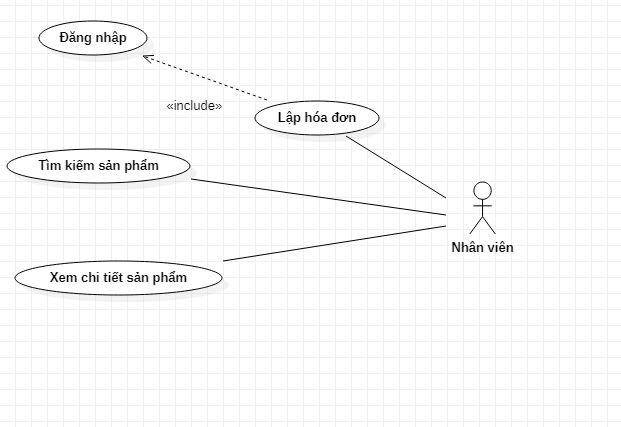 Đăng nhập
«include»
Lập hóa đơn
Tìm kiếm sản phẩm
Nhân viên
Xem chi tiết sản phẩm